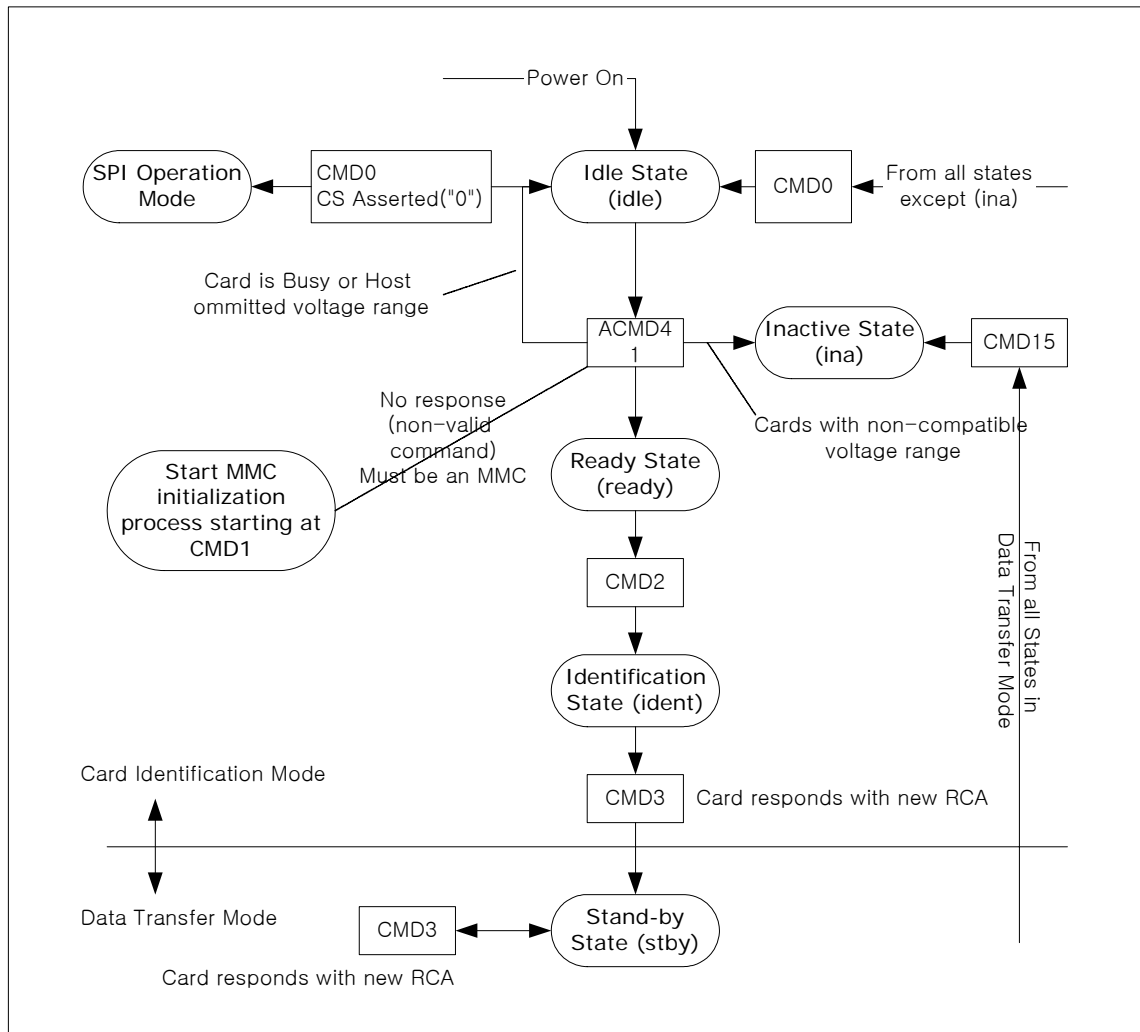 Power On
SPI Operation
Mode
CMD0
CS Asserted("0")
Idle State
(idle)
CMD0
From all states
except (ina)
Card is Busy or Host
ommitted voltage range
ACMD4
1
Inactive State
(ina)
CMD15
No response
(non-valid
command)
Must be an MMC
Cards with non-compatible
voltage range
Start MMC
initialization
process starting at
CMD1
Ready State
(ready)
CMD2
From all States in
Data Transfer Mode
Identification
State (ident)
Card Identification Mode
CMD3
Card responds with new RCA
Data Transfer Mode
CMD3
Stand-by
State (stby)
Card responds with new RCA